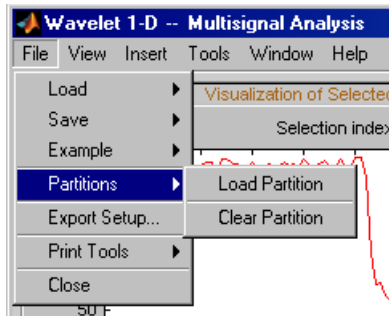 Wavelet 1-D -- Multisignal Analysis
File View Insert Tools Window Help
Load
Visualization of Selected
Save
Selection index
Example
Partitions
Load Partition
Export Setup...
Clear Partition
Print Tools
Close
50